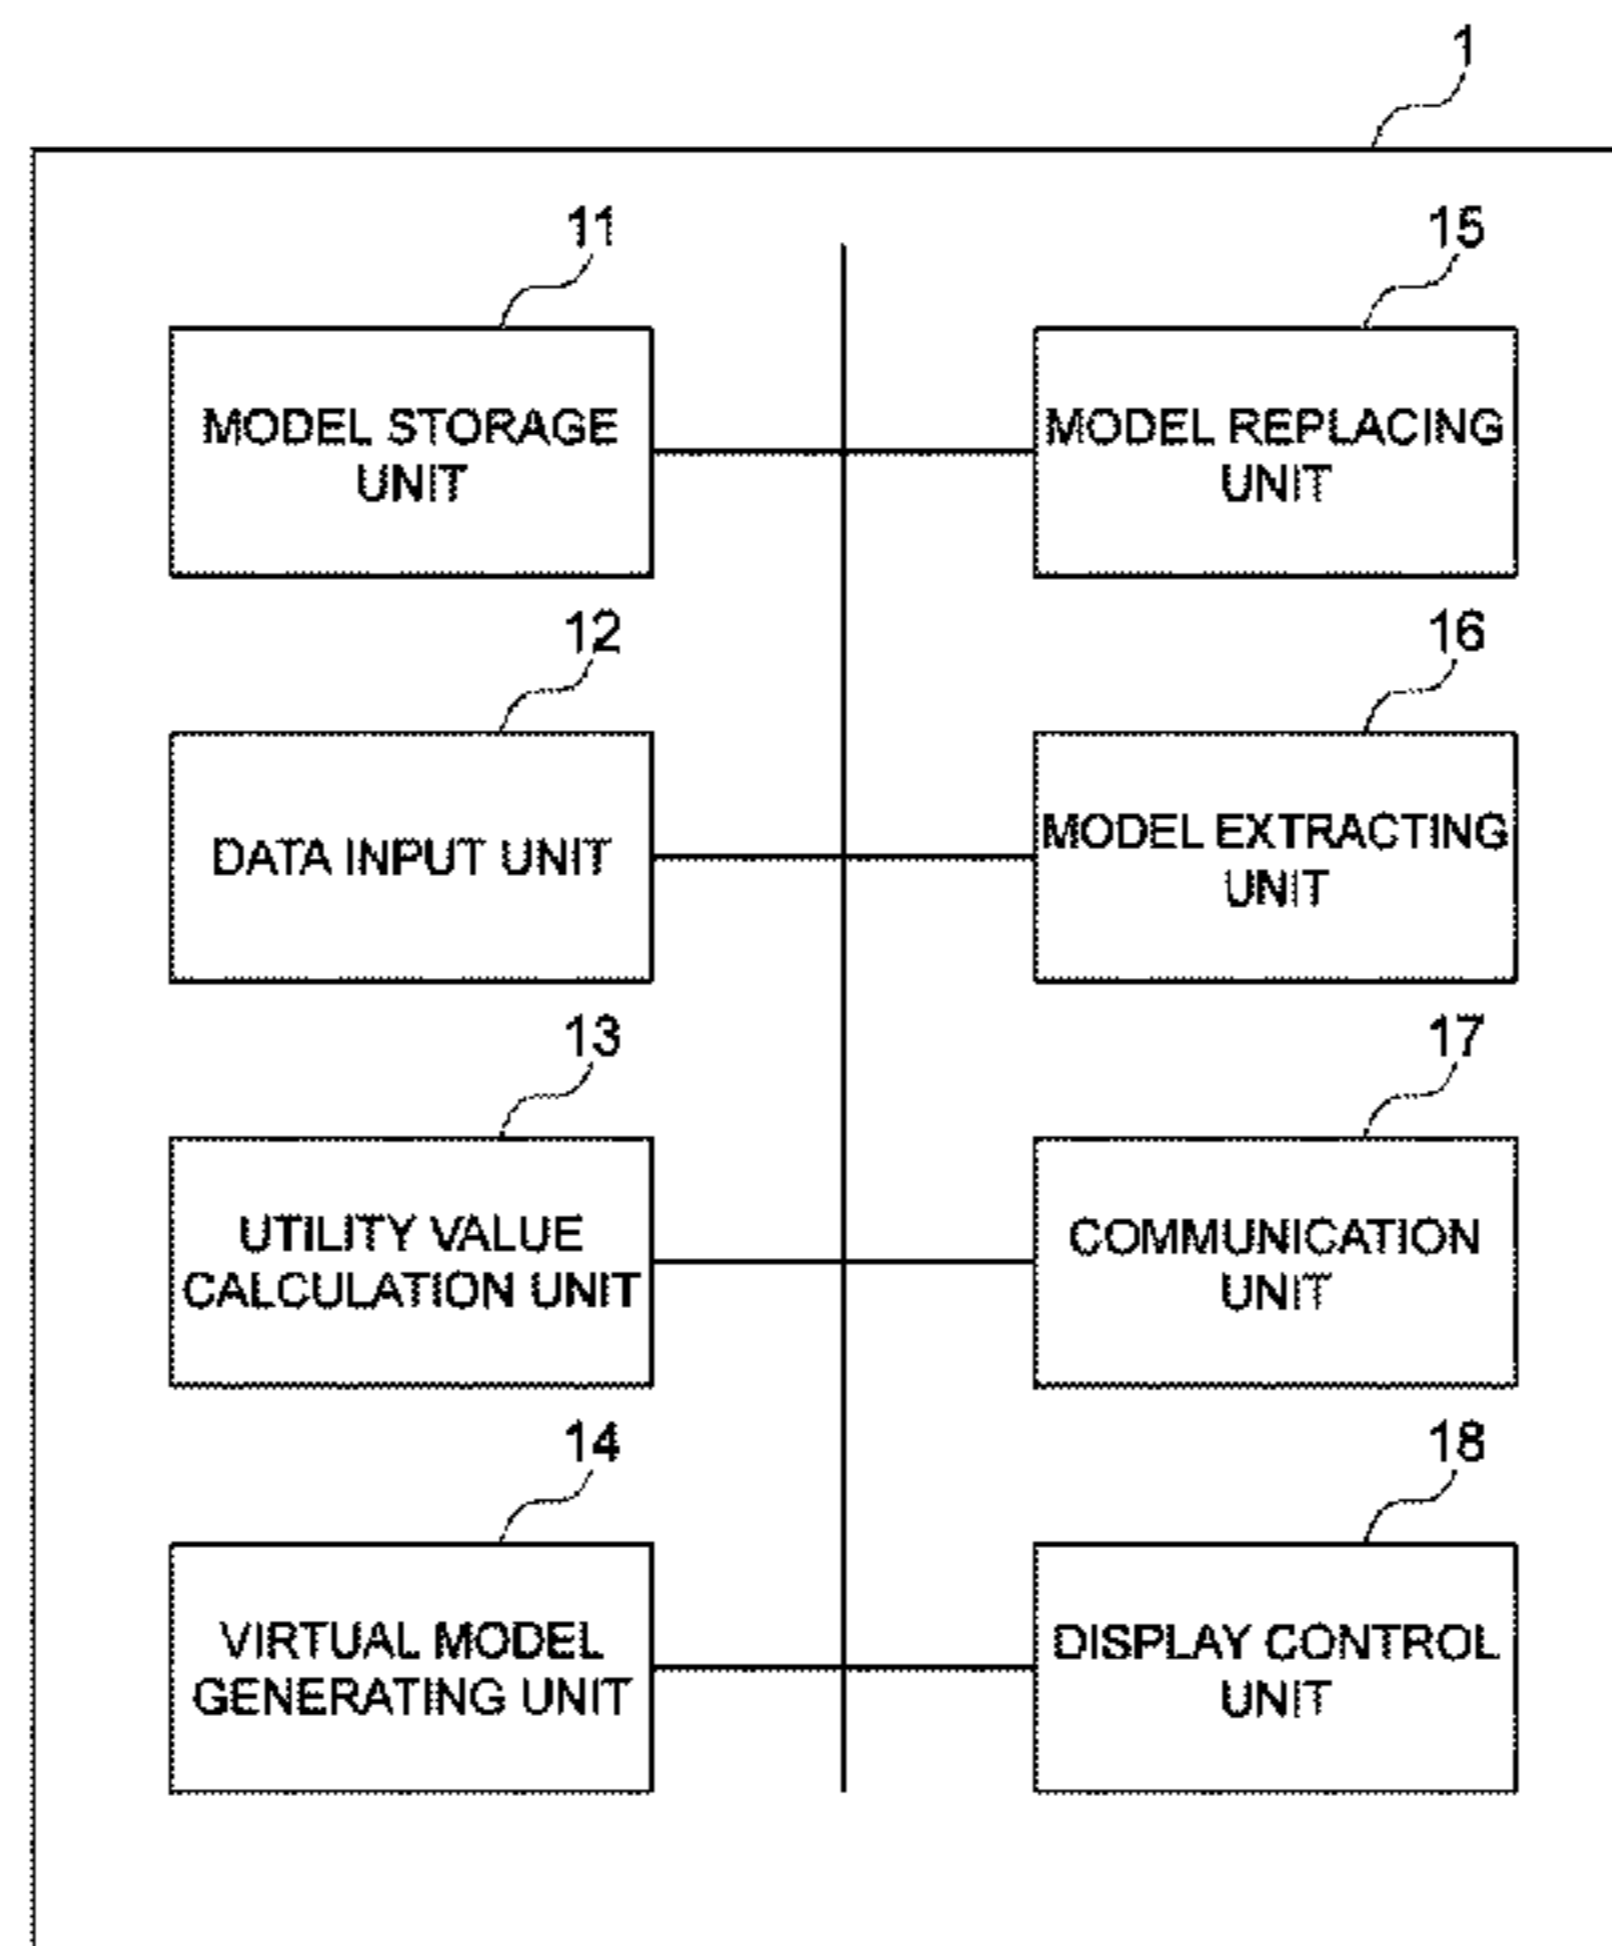 1
11
MODEL STORAGE
UNIT
15
MODEL REPLACING
UNIT
12
DATA INPUT UNIT
16
MODEL EXTRACTING
UNIT
13
UTILITY VALUE
CALCULATION UNIT
17
COMMUNICATION
UNIT
14
VIRTUAL MODEL
GENERATING UNIT
18
DISPLAY CONTROL
UNIT